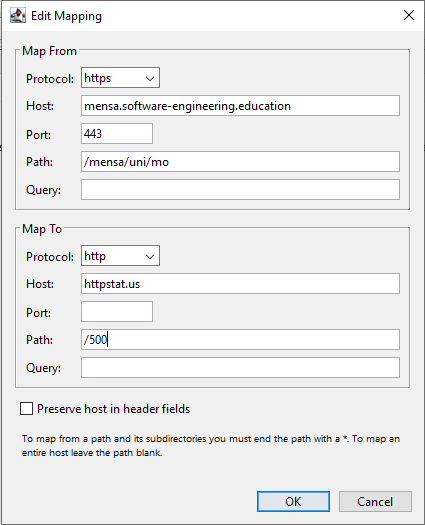 Edit Mapping
Map From
Protocol: https
Host: mensa.software-engineering.education
Port: 443
Path: /mensa/uni/mo
Query:
Map To
Protocol: http
Host: httpstat.us
Port:
Path: /500
Query:
Preserve host in header fields
To map from a path and its subdirectories you must end the path with a *. To map an
entire host leave the path blank.
OK Cancel